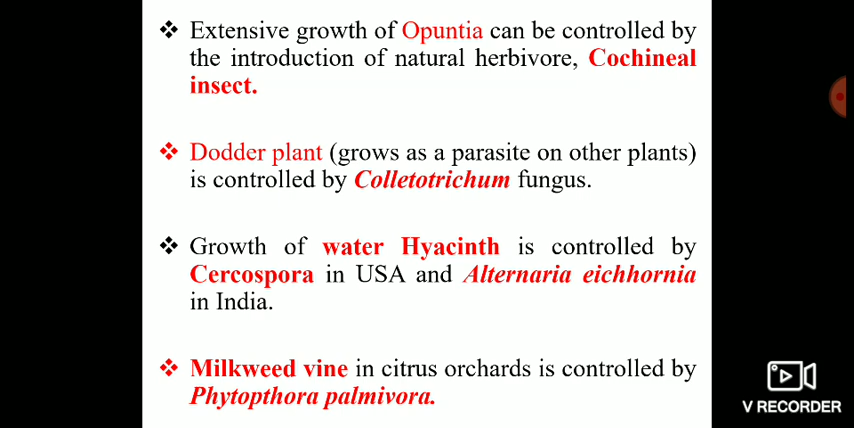 ❖ Extensive growth of Opuntia can be controlled by
the introduction of natural herbivore, Cochineal
insect.
❖ Dodder plant (grows as a parasite on other plants)
is controlled by Colletotrichum fungus.
❖ Growth of water Hyacinth is controlled by
Cercospora in USA and Alternaria eichhornia
in India.
❖ Milkweed vine in citrus orchards is controlled by
Phytopthora palmivora.
V RECORDER